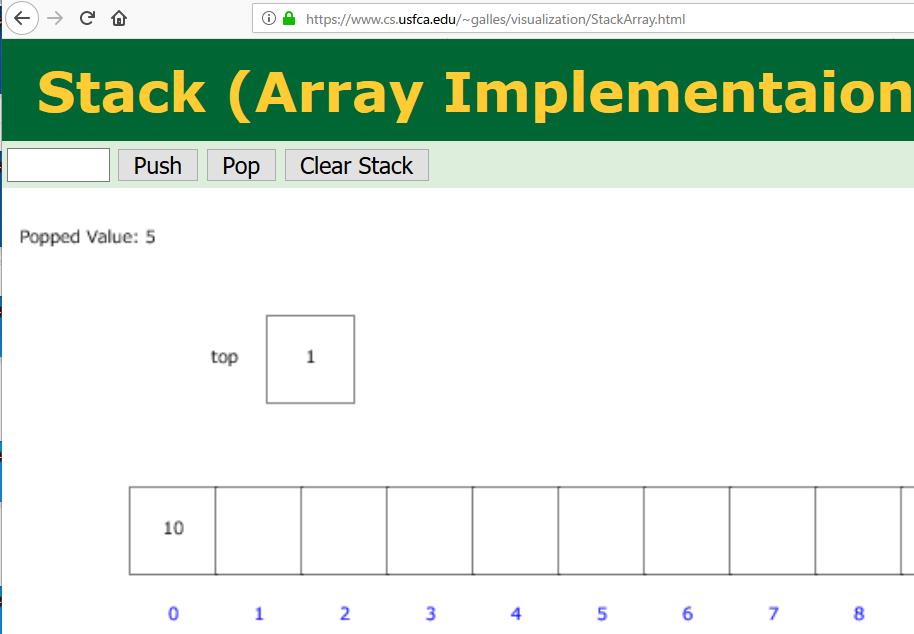 https://www.cs.usfca.edu/~galles/visualization/StackArray.html
Stack (Array Implementaion
Push Pop Clear Stack
Popped Value: 5
top 1
10
0 1 2 3 4 5 6 7 8